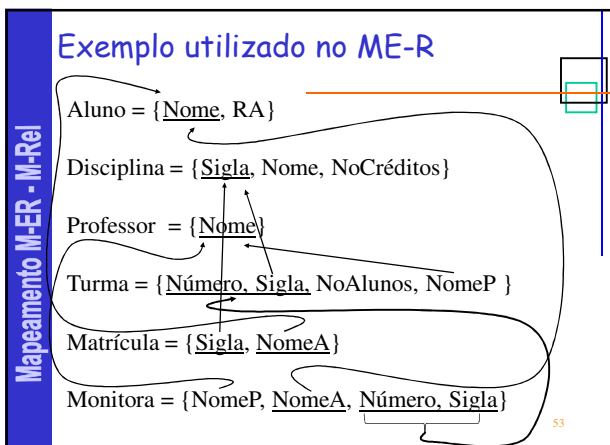 Exemplo utilizado no ME-R
Mapeamento M-ER - M-Rel
Aluno = {Nome, RA}
Disciplina = {Sigla, Nome, NoCréditos}
Professor = {Nome}
Turma = {Número, Sigla, NoAlunos, NomeP }
Matrícula = {Sigla, NomeA}
Monitora = {NomeP, NomeA, Número, Sigla}
53